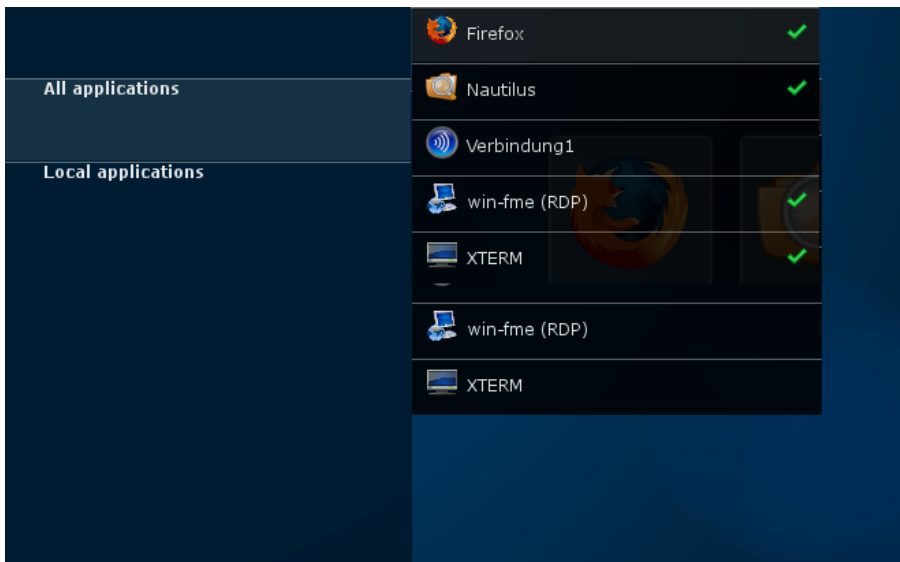 Firefox
All applications
Nautilus
Verbindung1
Local applications
win-fme (RDP)
XTERM
win-fme (RDP)
XTERM